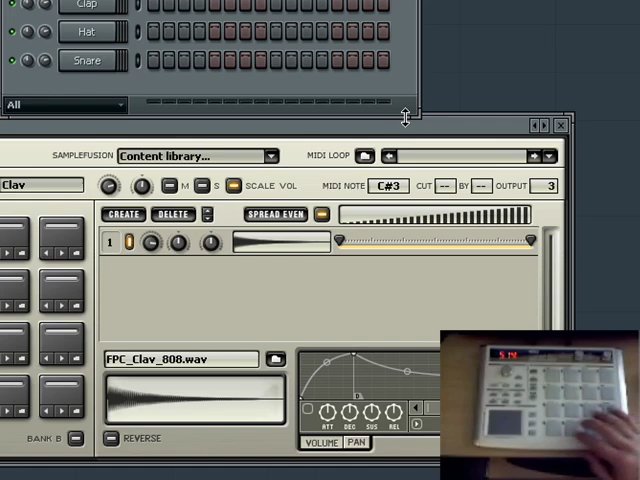 Clap
Hat
Snare
All
SAMPLEFUSION Content library... MIDI LOOP
Clav M S SCALE VOL MIDI NOTE C#3 CUT -- BY -- OUTPUT 3
CREATE DELETE SPREAD EVEN
1
FPC_Clav_808.wav
D
ATT DEC SUS REL
BANK B REVERSE VOLUME PAN